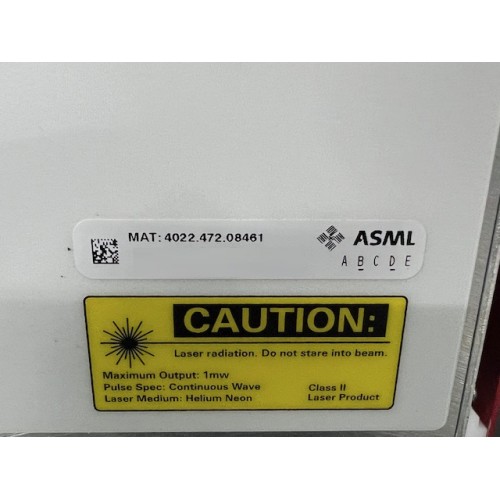 MAT: 4022.472.08461
ASML
A B C D E
CAUTION:
Laser radiation. Do not stare into beam.
Maximum Output: 1mw
Pulse Spec: Continuous Wave
Laser Medium: Helium Neon
Class II
Laser Product